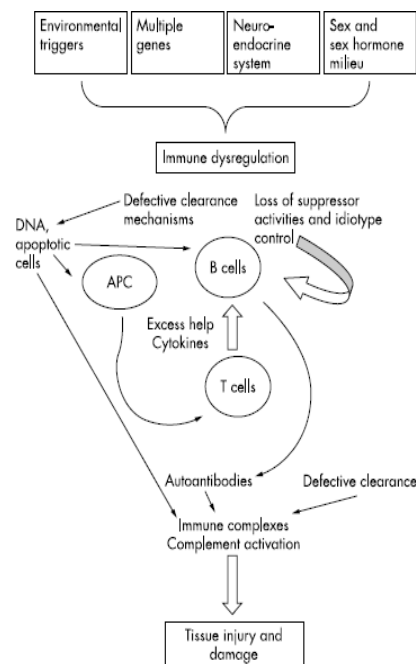 Environmental
triggers
Multiple
genes
Neuro-
endocrine
system
Sex and
sex hormone
milieu
Immune dysregulation
Defective clearance
mechanisms
Loss of suppressor
activities and idiotype
control
DNA,
apoptotic
cells
APC
B cells
Excess help
Cytokines
T cells
Autoantibodies
Defective clearance
Immune complexes
Complement activation
Tissue injury and
damage